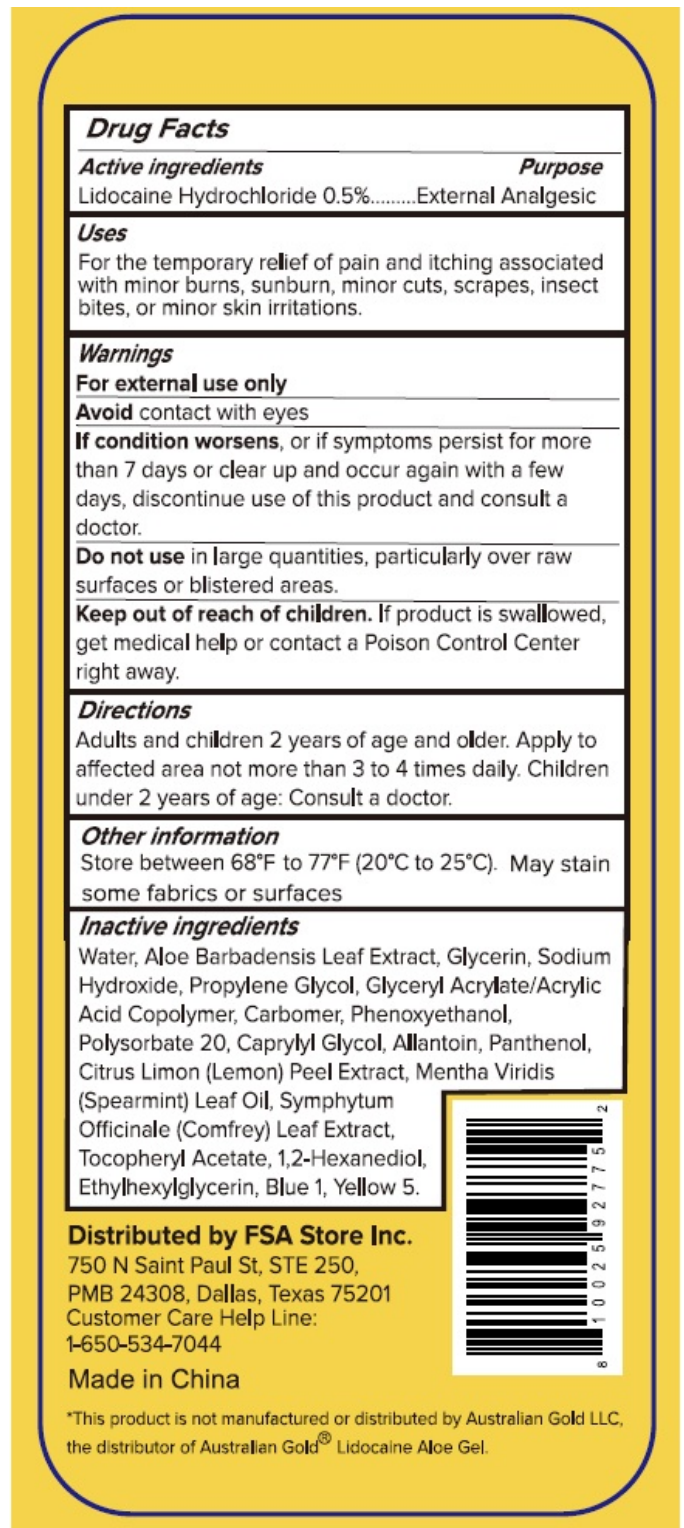 Drug Facts
Active ingredients Purpose
Lidocaine Hydrochloride 0.5%.........External Analgesic
Uses
For the temporary relief of pain and itching associated
with minor burns, sunburn, minor cuts, scrapes, insect
bites, or minor skin irritations.
Warnings
For external use only
Avoid contact with eyes
If condition worsens, or if symptoms persist for more
than 7 days or clear up and occur again with a few
days, discontinue use of this product and consult a
doctor.
Do not use in large quantities, particularly over raw
surfaces or blistered areas.
Keep out of reach of children. If product is swallowed,
get medical help or contact a Poison Control Center
right away.
Directions
Adults and children 2 years of age and older. Apply to
affected area not more than 3 to 4 times daily. Children
under 2 years of age: Consult a doctor.
Other information
Store between 68°F to 77°F (20°C to 25°C). May stain
some fabrics or surfaces
Inactive ingredients
Water, Aloe Barbadensis Leaf Extract, Glycerin, Sodium
Hydroxide, Propylene Glycol, Glyceryl Acrylate/Acrylic
Acid Copolymer, Carbomer, Phenoxyethanol,
Polysorbate 20, Caprylyl Glycol, Allantoin, Panthenol,
Citrus Limon (Lemon) Peel Extract, Mentha Viridis
(Spearmint) Leaf Oil, Symphytum
Officinale (Comfrey) Leaf Extract,
Tocopheryl Acetate, 1,2-Hexanediol,
Ethylhexylglycerin, Blue 1, Yellow 5.
8 10025 92775 2
Distributed by FSA Store Inc.
750 N Saint Paul St, STE 250,
PMB 24308, Dallas, Texas 75201
Customer Care Help Line:
1-650-534-7044
Made in China
*This product is not manufactured or distributed by Australian Gold LLC,
the distributor of Australian Gold® Lidocaine Aloe Gel.